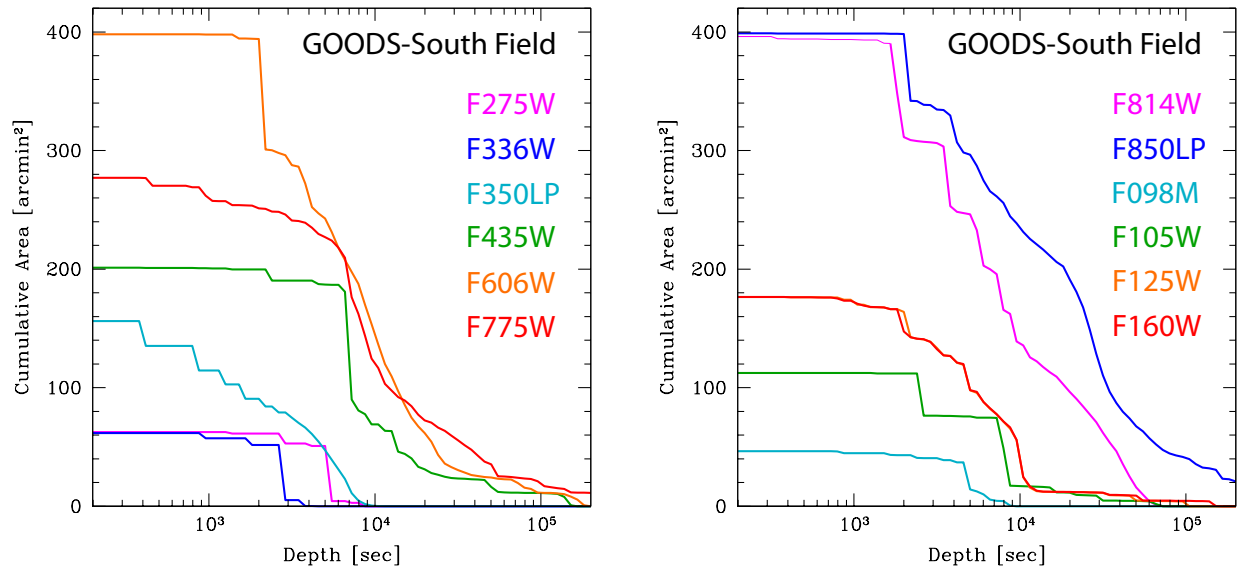 GOODS-South Field
F275W
F336W
F350LP
F435W
F606W
F775W
Cumulative Area [arcmin²]
400
300
200
100
0
10³
10⁴
10⁵
Depth [sec]
GOODS-South Field
F814W
F850LP
F098M
F105W
F125W
F160W
Cumulative Area [arcmin²]
400
300
200
100
0
10³
10⁴
10⁵
Depth [sec]